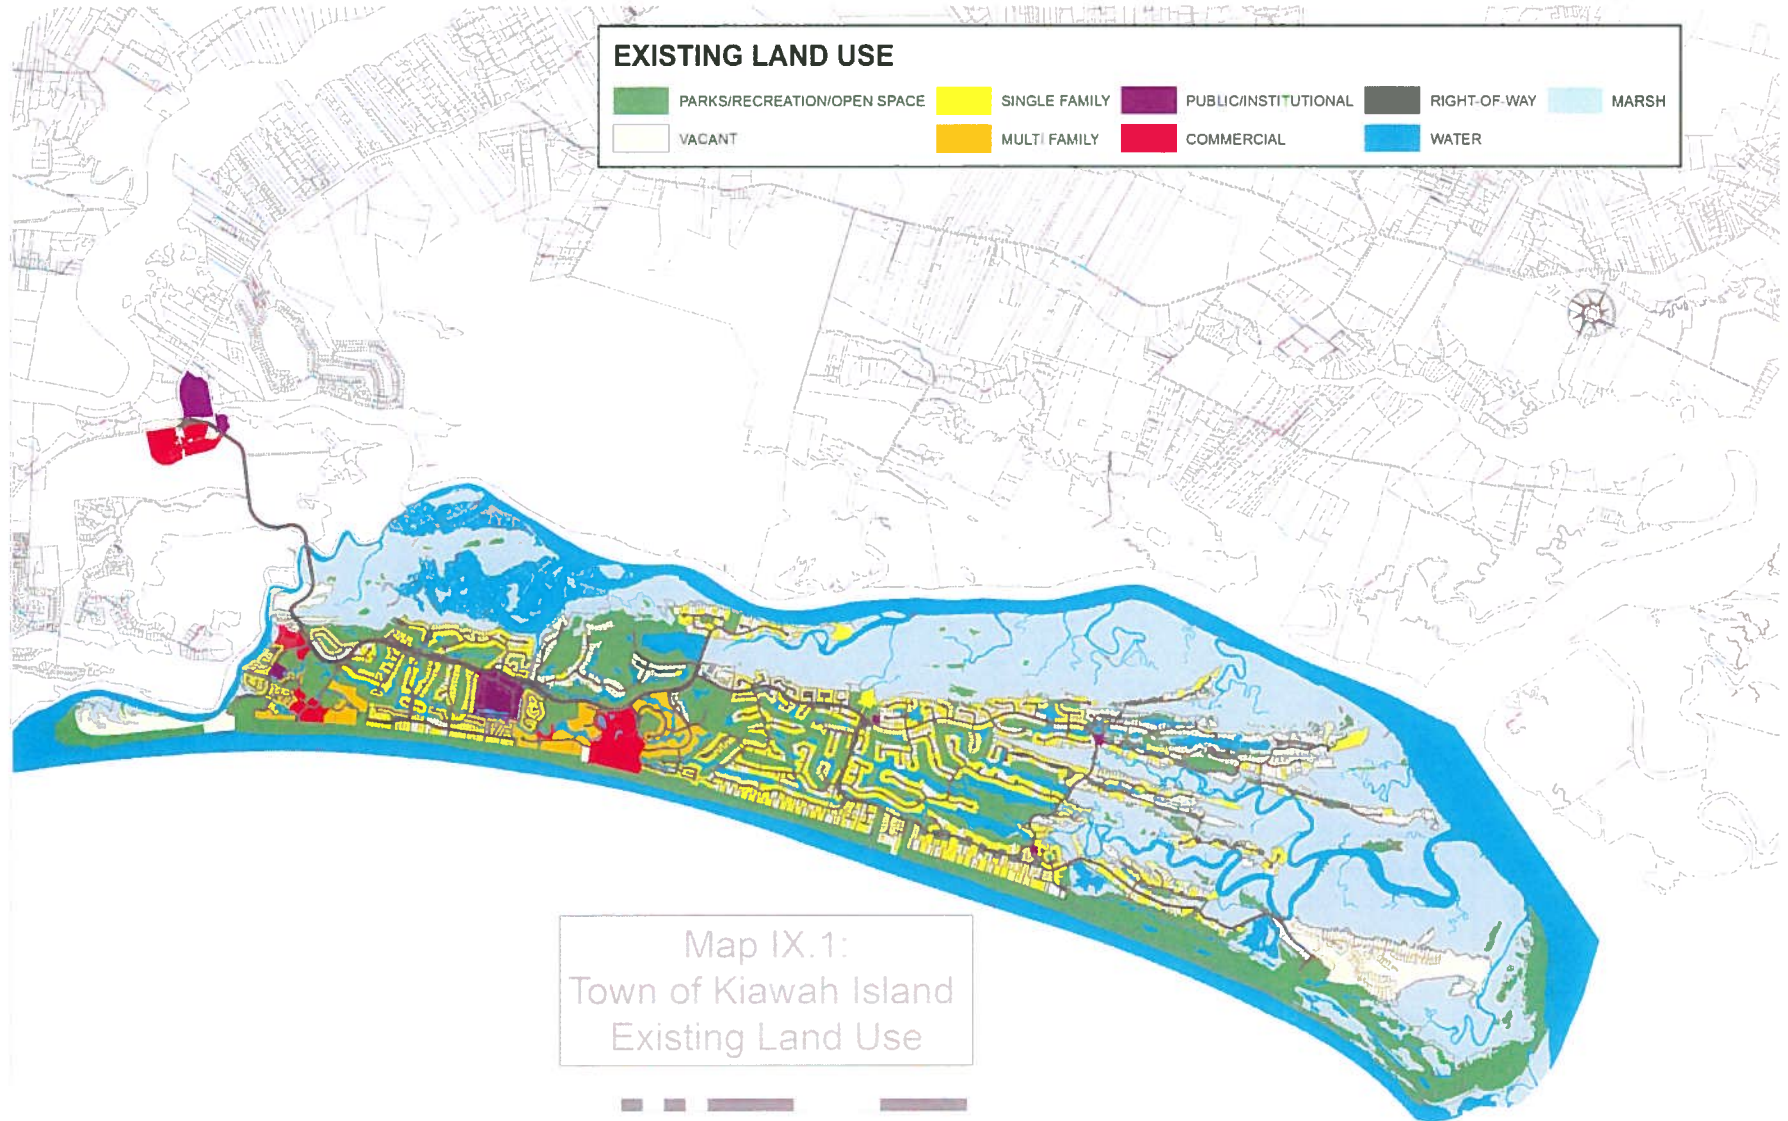 EXISTING LAND USE
PARKS/RECREATION/OPEN SPACE SINGLE FAMILY PUBLIC/INSTITUTIONAL RIGHT-OF-WAY MARSH
VACANT MULTI FAMILY COMMERCIAL WATER
Map IX.1:
Town of Kiawah Island
Existing Land Use